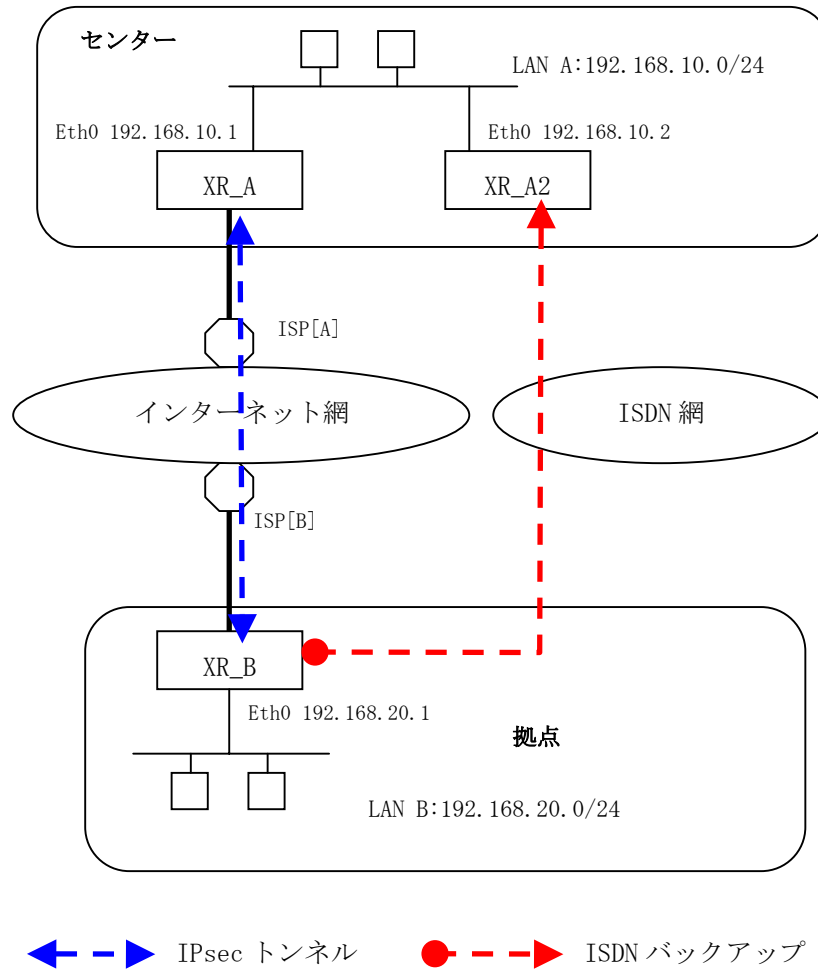 センター
LAN A:192.168.10.0/24
Eth0 192.168.10.1
Eth0 192.168.10.2
XR_A
XR_A2
ISP[A]
インターネット網
ISDN 網
ISP[B]
XR_B
Eth0 192.168.20.1
拠点
LAN B:192.168.20.0/24
IPsec トンネル
ISDN バックアップ